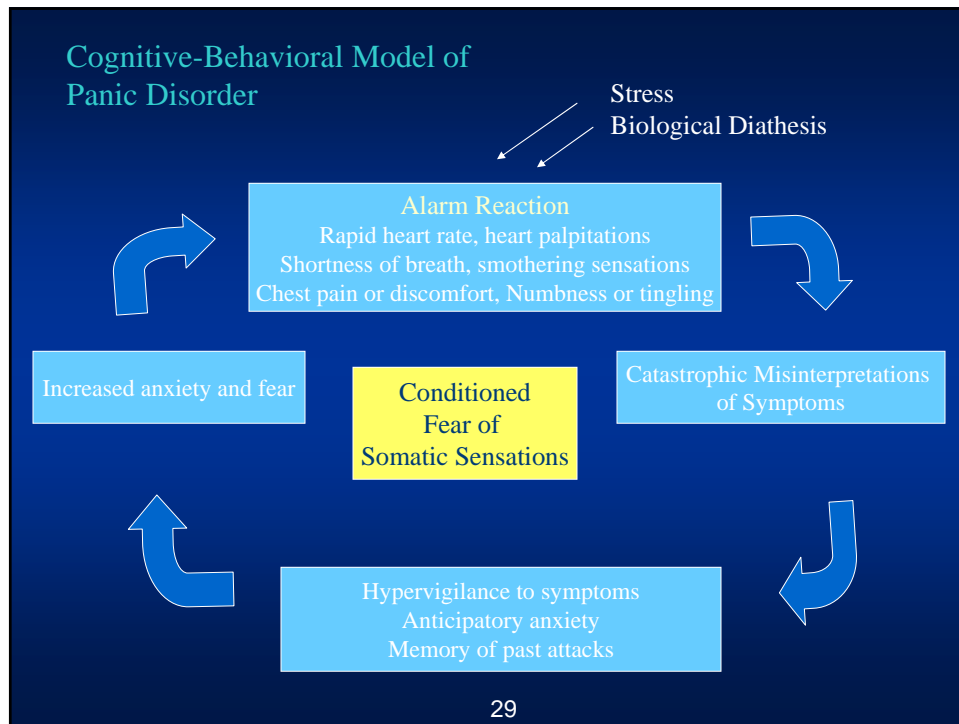 Cognitive-Behavioral Model of
Panic Disorder
Stress
Biological Diathesis
Alarm Reaction
Rapid heart rate, heart palpitations
Shortness of breath, smothering sensations
Chest pain or discomfort, Numbness or tingling
Increased anxiety and fear
Conditioned
Fear of
Somatic Sensations
Catastrophic Misinterpretations
of Symptoms
Hypervigilance to symptoms
Anticipatory anxiety
Memory of past attacks
29